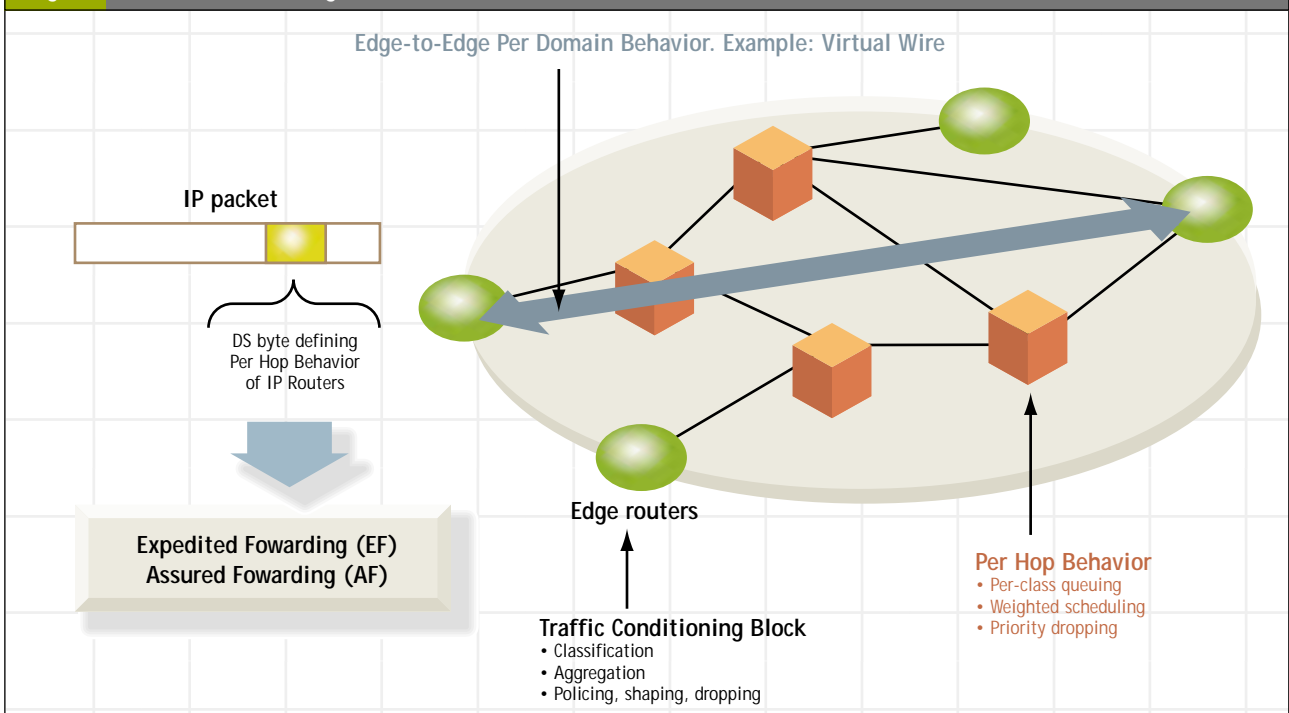 Edge-to-Edge Per Domain Behavior. Example: Virtual Wire
IP packet
DS byte defining
Per Hop Behavior
of IP Routers
Expedited Fowarding (EF)
Assured Fowarding (AF)
Edge routers
Traffic Conditioning Block
• Classification
• Aggregation
• Policing, shaping, dropping
Per Hop Behavior
• Per-class queuing
• Weighted scheduling
• Priority dropping